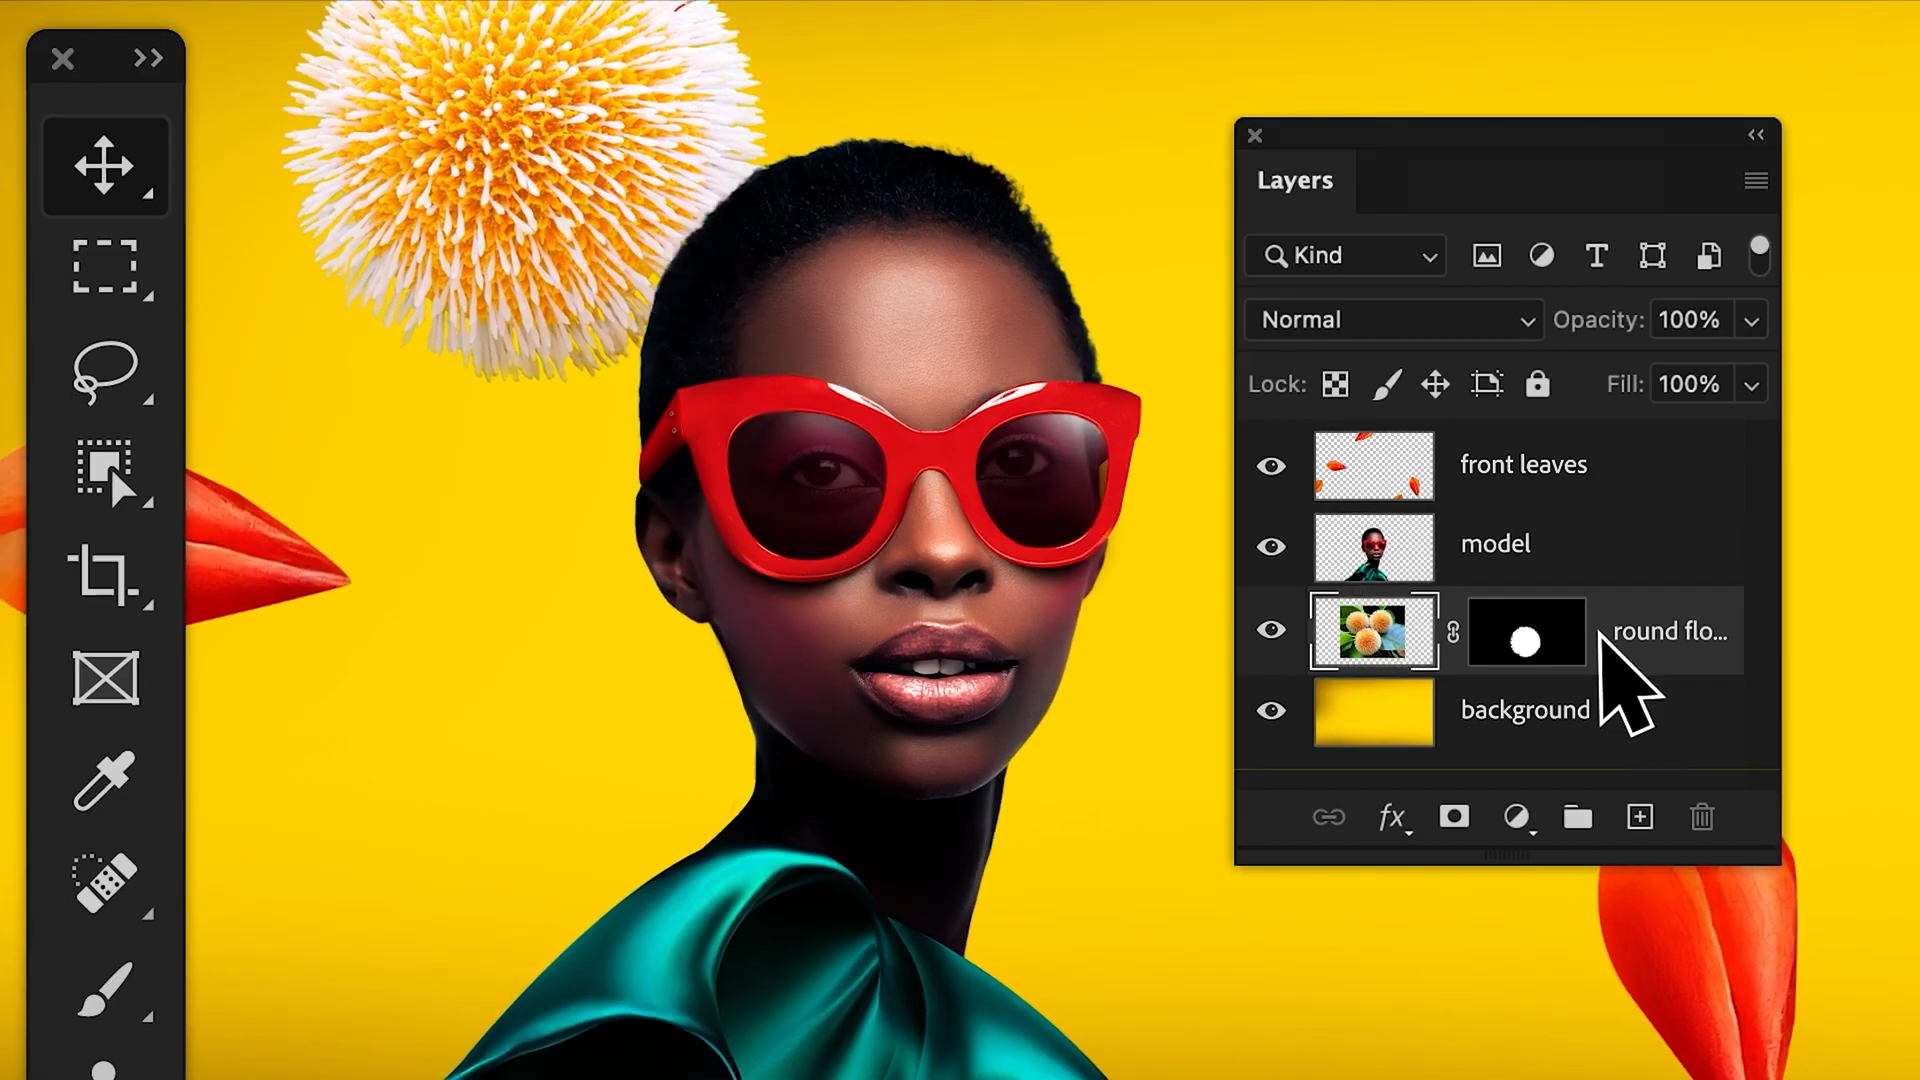 Layers
Kind
Normal
Opacity: 100%
Lock:
Fill: 100%
front leaves
model
round flo...
background
fx